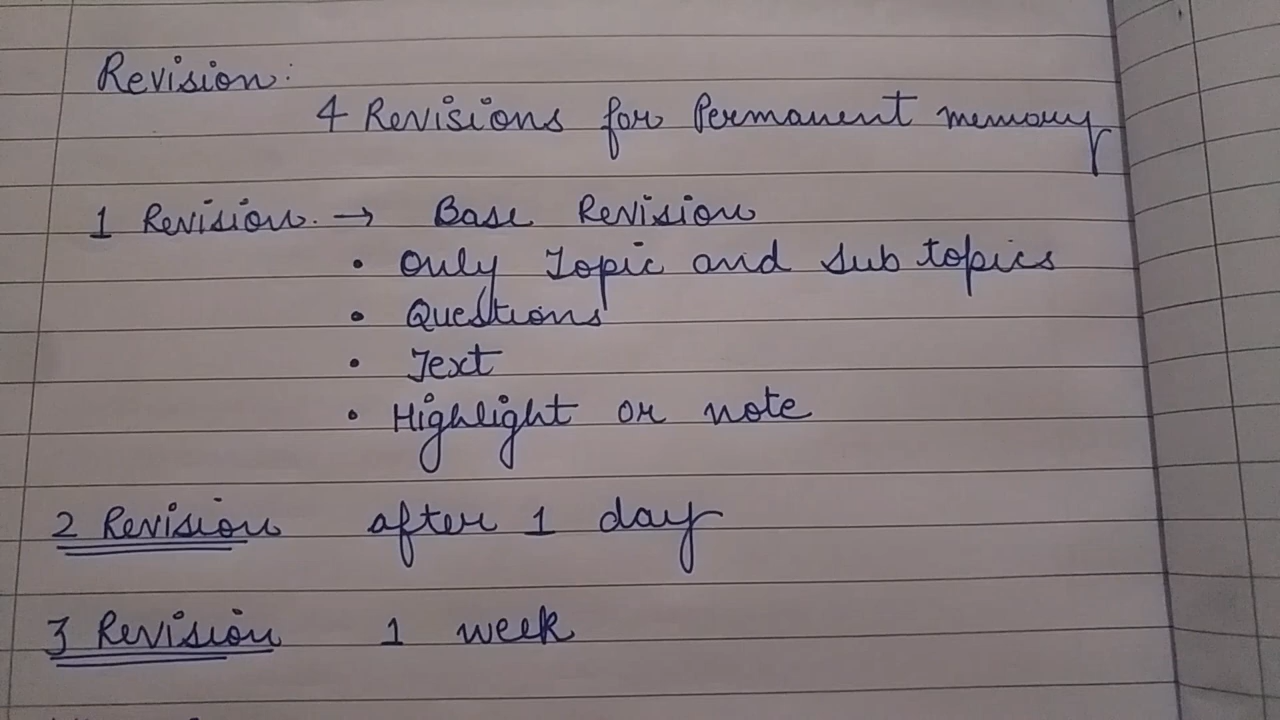 Revision:
4 Revisions for Permanent memory
1 Revision. → Base Revision
• Only Topic and sub topics
• Questions
• Text
• Highlight or note
2 Revision after 1 day
3 Revision 1 week